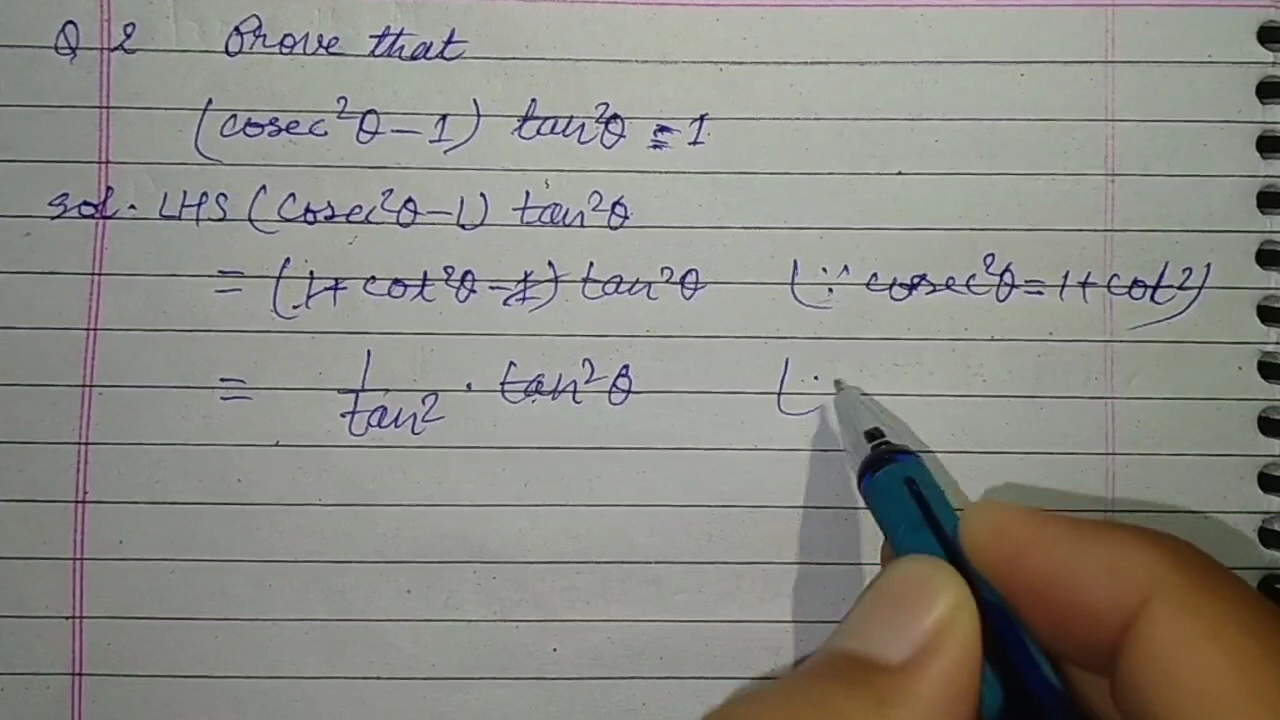 Q 2 Prove that
(cosec²θ-1) tan²θ = 1
Sol. LHS (Cosec²θ-1) tan²θ
= (1+ cot²θ -1) tan²θ (∵ cosec²θ=1+cot²)
= 1/tan² . tan²θ (∵